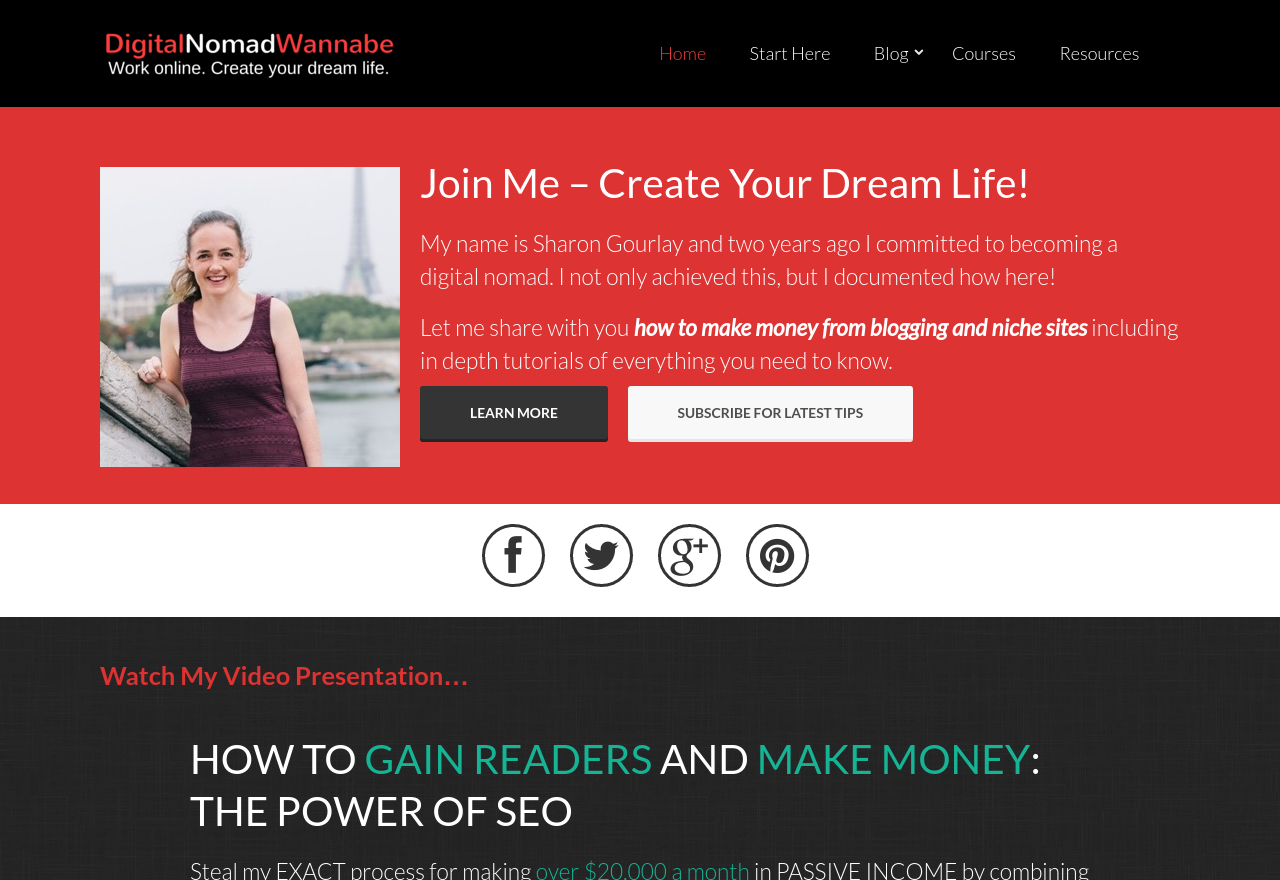 DigitalNomadWannabe
Work online. Create your dream life.
Home Start Here Blog Courses Resources
Join Me – Create Your Dream Life!
My name is Sharon Gourlay and two years ago I committed to becoming a
digital nomad. I not only achieved this, but I documented how here!
Let me share with you how to make money from blogging and niche sites including
in depth tutorials of everything you need to know.
LEARN MORE SUBSCRIBE FOR LATEST TIPS
Watch My Video Presentation…
HOW TO GAIN READERS AND MAKE MONEY:
THE POWER OF SEO
Steal my EXACT process for making over $20,000 a month in PASSIVE INCOME by combining